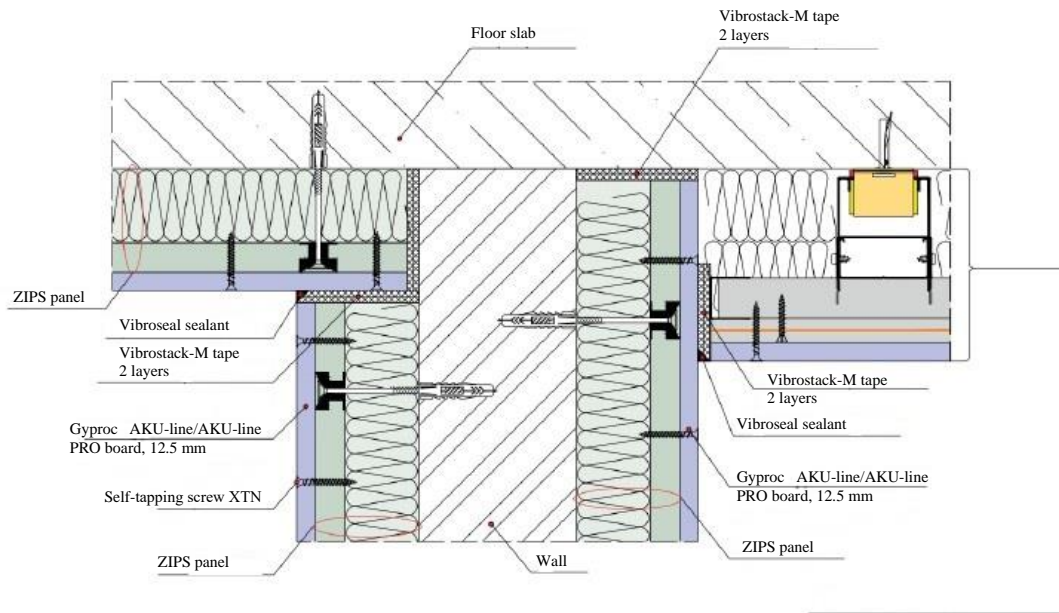 Vibrostack-M tape
2 layers
Floor slab
ZIPS panel
Vibroseal sealant
Vibrostack-M tape
2 layers
Vibrostack-M tape
2 layers
Gyproc AKU-line/AKU-line
PRO board, 12.5 mm
Vibroseal sealant
Self-tapping screw XTN
Gyproc AKU-line/AKU-line
PRO board, 12.5 mm
ZIPS panel
Wall
ZIPS panel